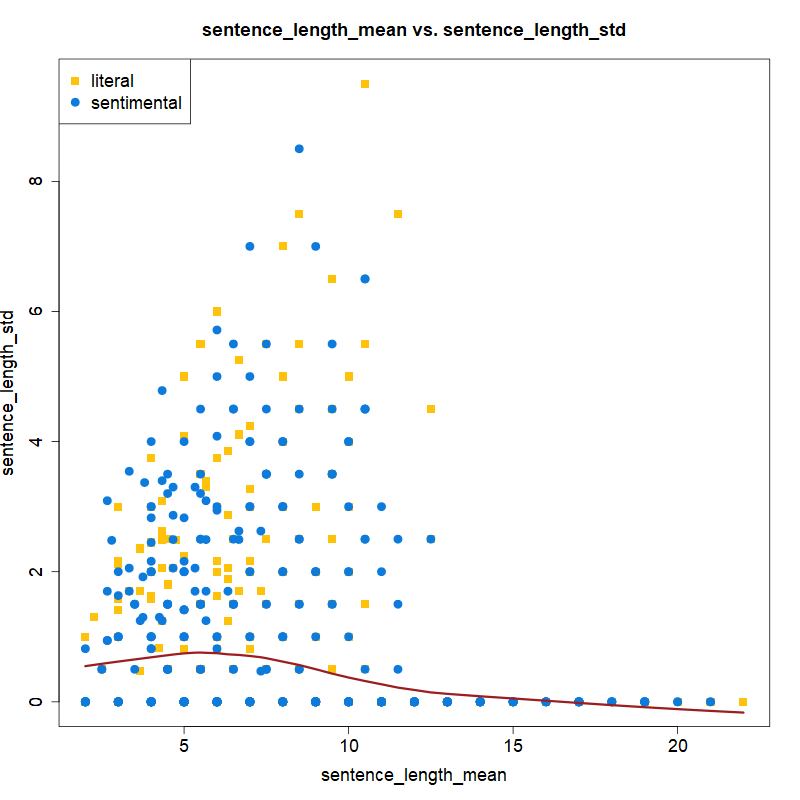 sentence_length_mean vs. sentence_length_std
literal
sentimental
8
6
4
2
0
sentence_length_std
5 10 15 20
sentence_length_mean